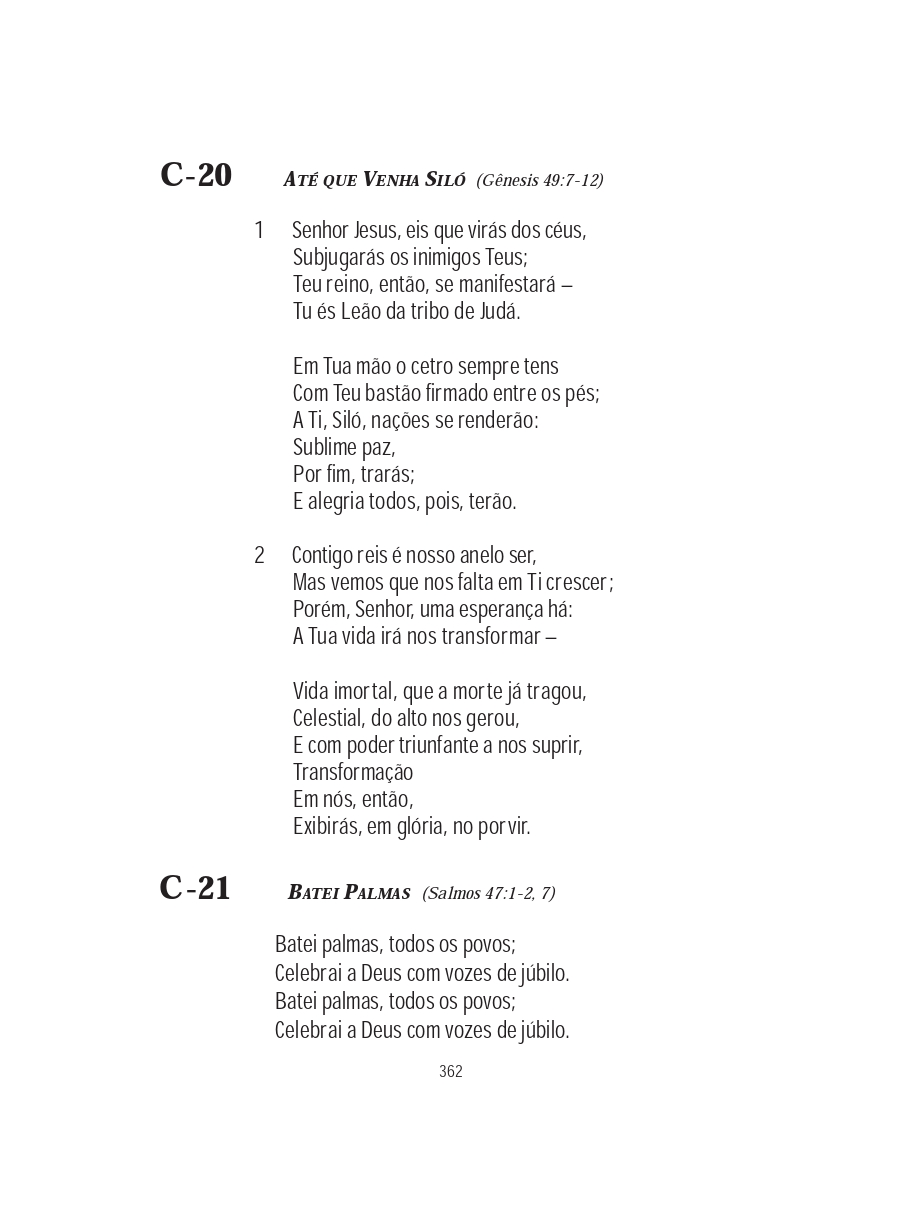 C-20 ATÉ QUE VENHA SILÓ (Gênesis 49:7-12)
1 Senhor Jesus, eis que virás dos céus,
Subjugarás os inimigos Teus;
Teu reino, então, se manifestará –
Tu és Leão da tribo de Judá.
Em Tua mão o cetro sempre tens
Com Teu bastão firmado entre os pés;
A Ti, Siló, nações se renderão:
Sublime paz,
Por fim, trarás;
E alegria todos, pois, terão.
2 Contigo reis é nosso anelo ser,
Mas vemos que nos falta em Ti crescer;
Porém, Senhor, uma esperança há:
A Tua vida irá nos transformar –
Vida imortal, que a morte já tragou,
Celestial, do alto nos gerou,
E com poder triunfante a nos suprir,
Transformação
Em nós, então,
Exibirás, em glória, no porvir.
C-21 BATEI PALMAS (Salmos 47:1-2, 7)
Batei palmas, todos os povos;
Celebrai a Deus com vozes de júbilo.
Batei palmas, todos os povos;
Celebrai a Deus com vozes de júbilo.
362